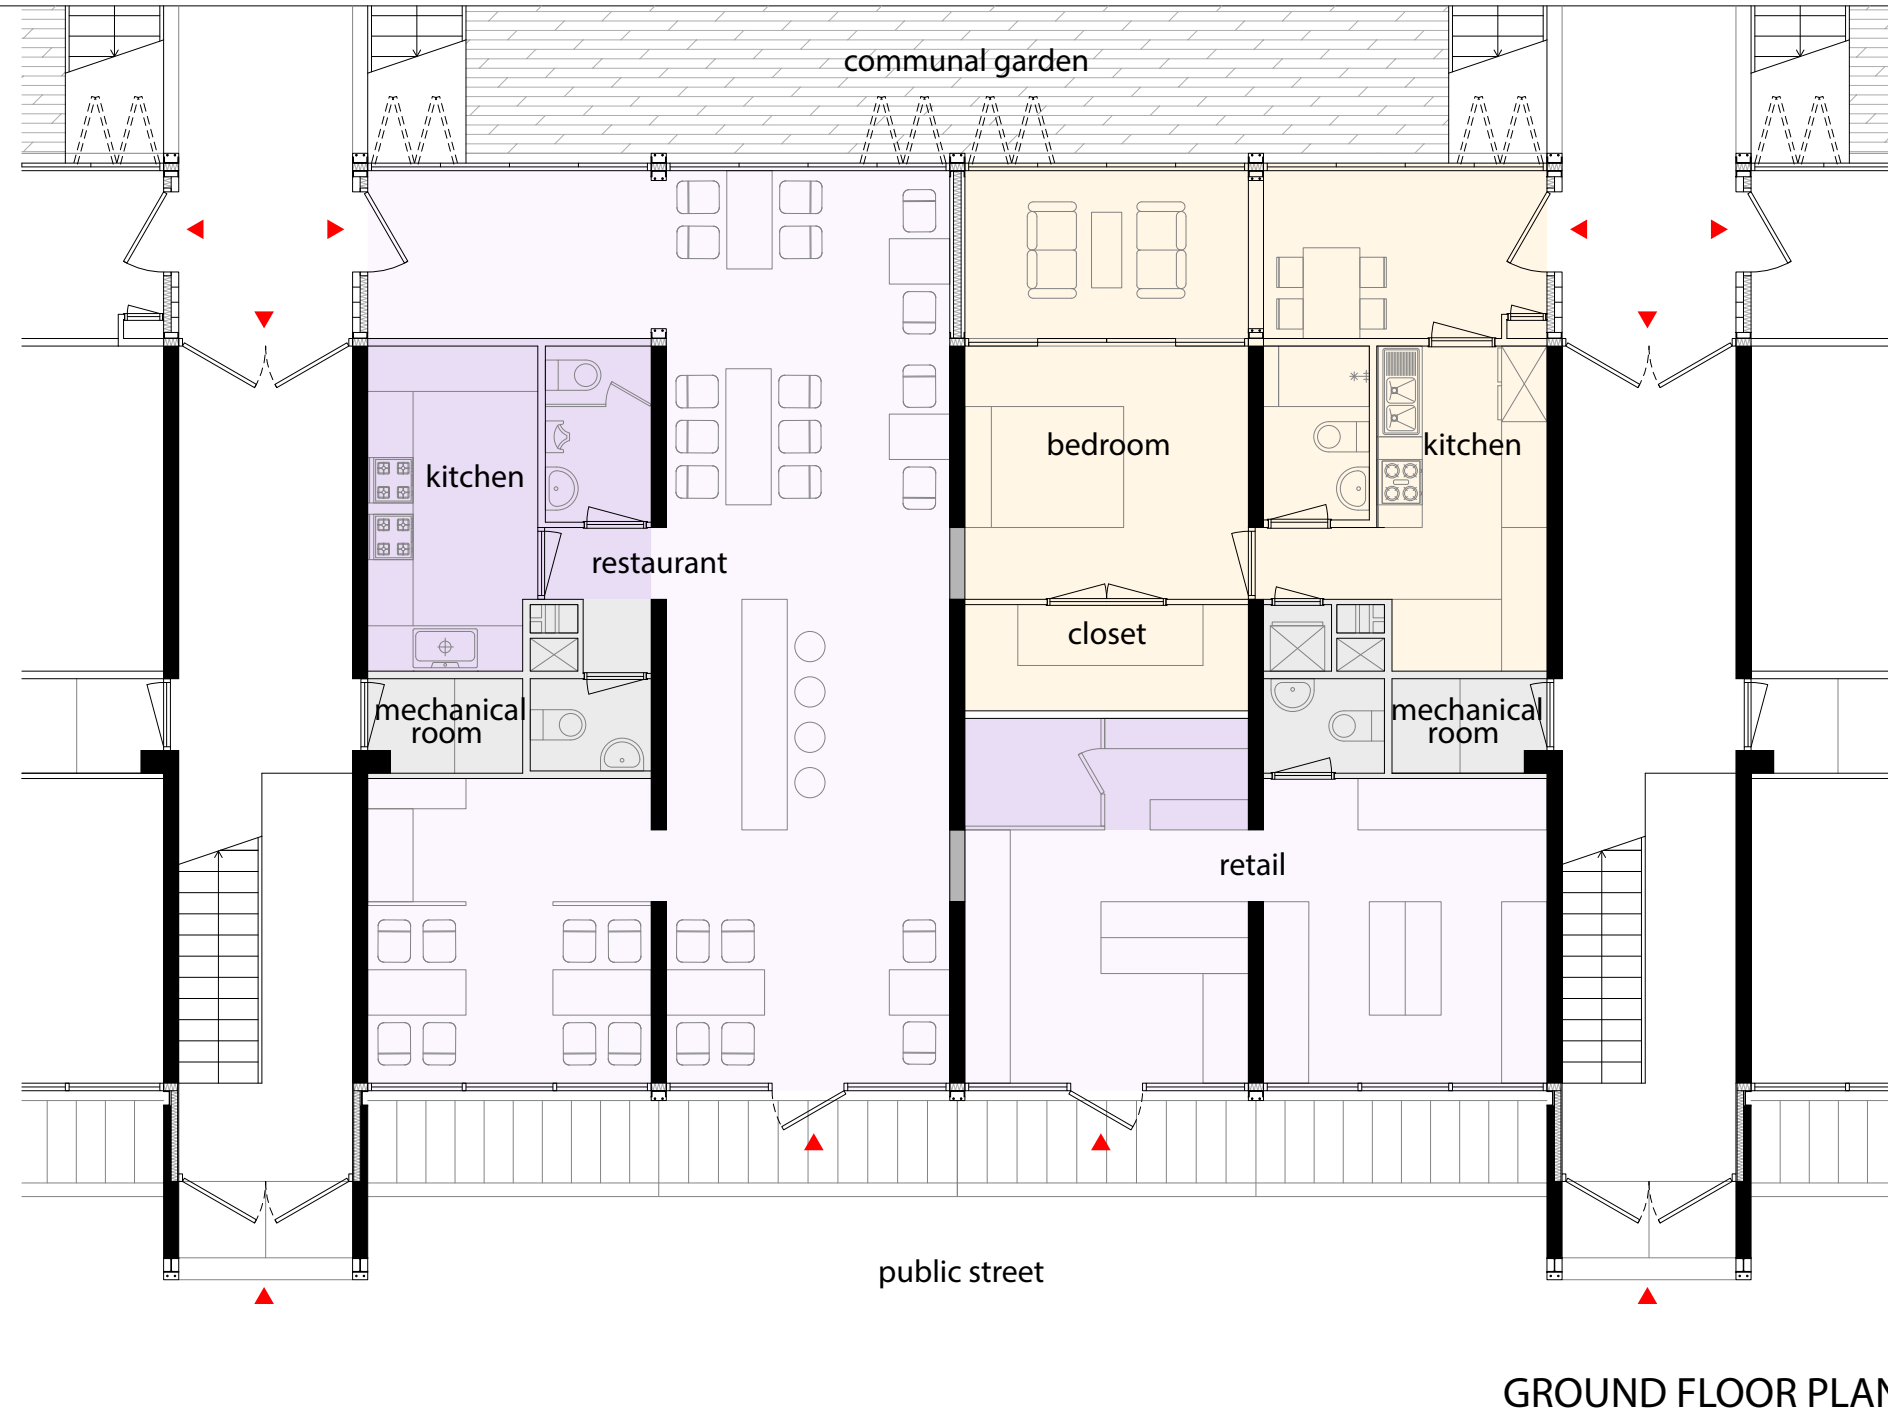 communal garden
bedroom
kitchen
kitchen
restaurant
closet
mechanical
room
mechanical
room
retail
public street
GROUND FLOOR PLAN